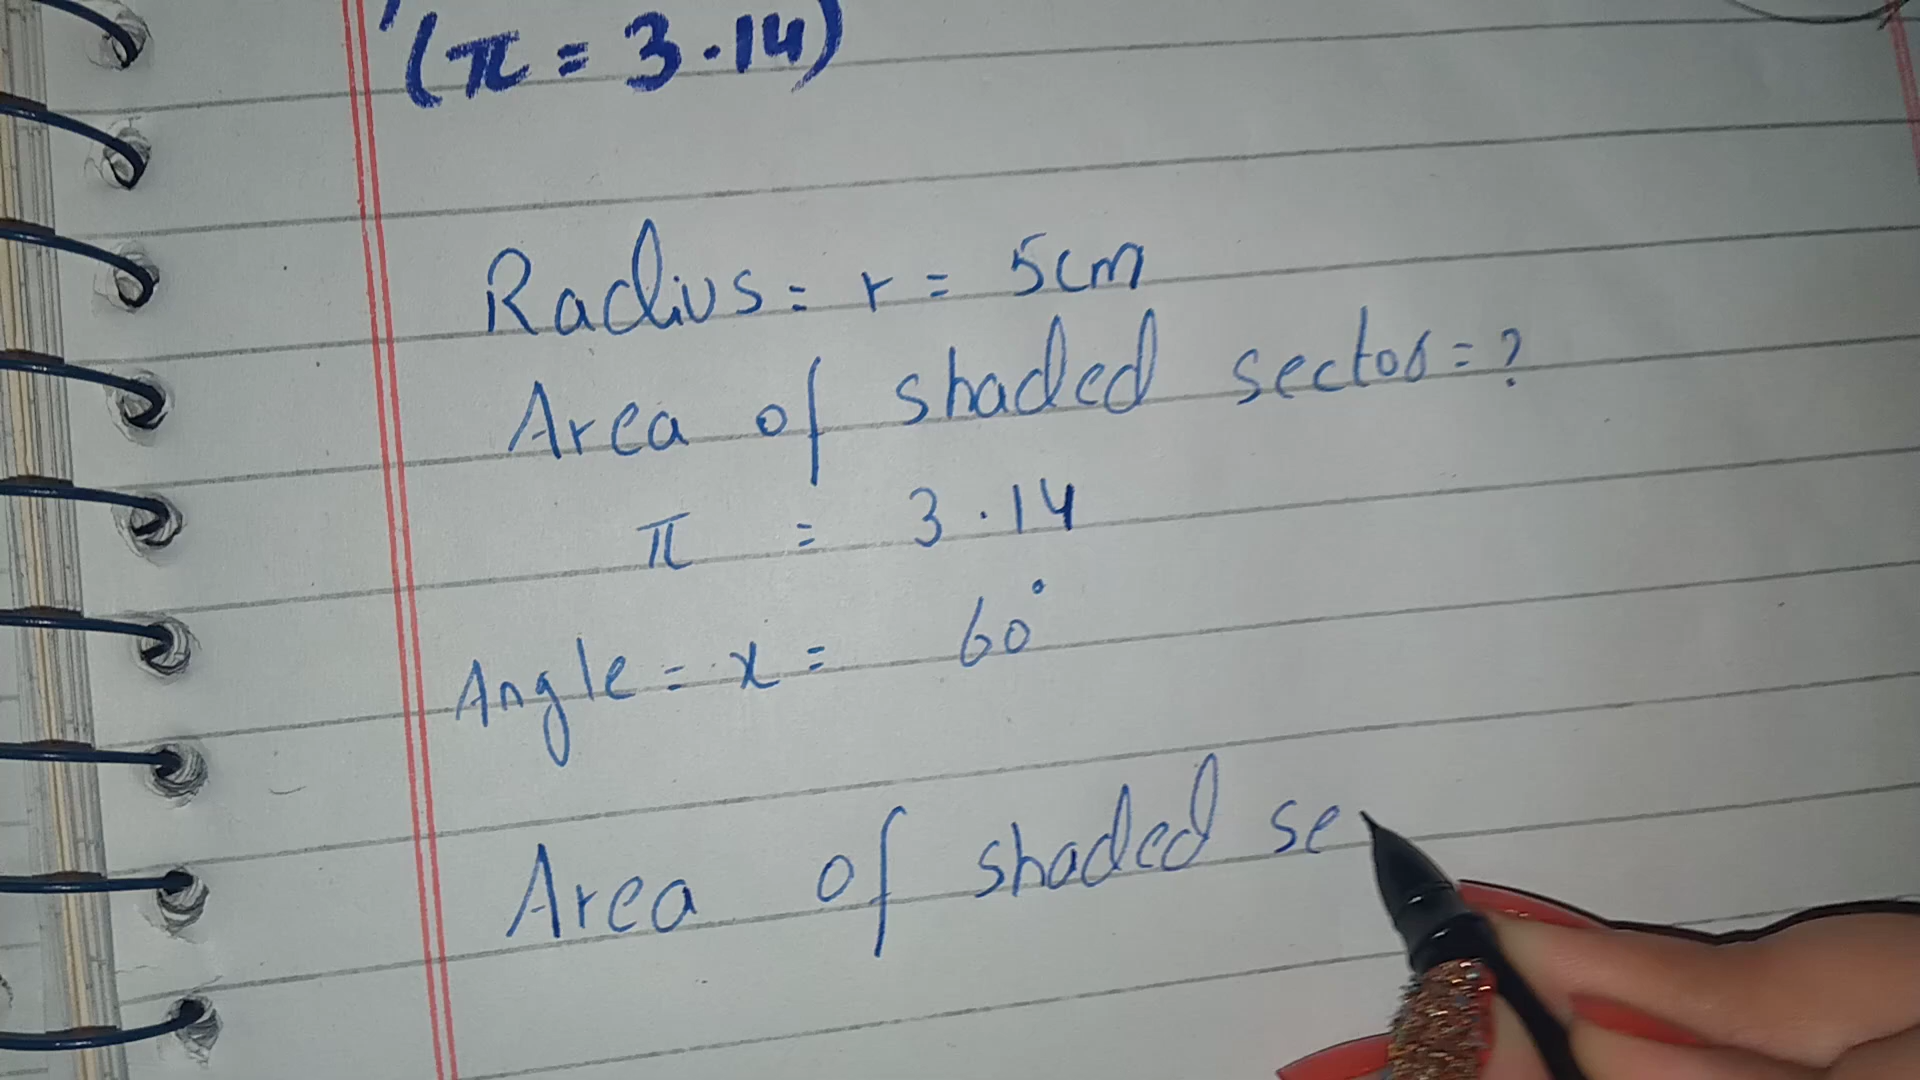 (π = 3.14)
Radius = r = 5cm
Area of shaded sector = ?
π = 3.14
Angle = x = 60°
Area of shaded se